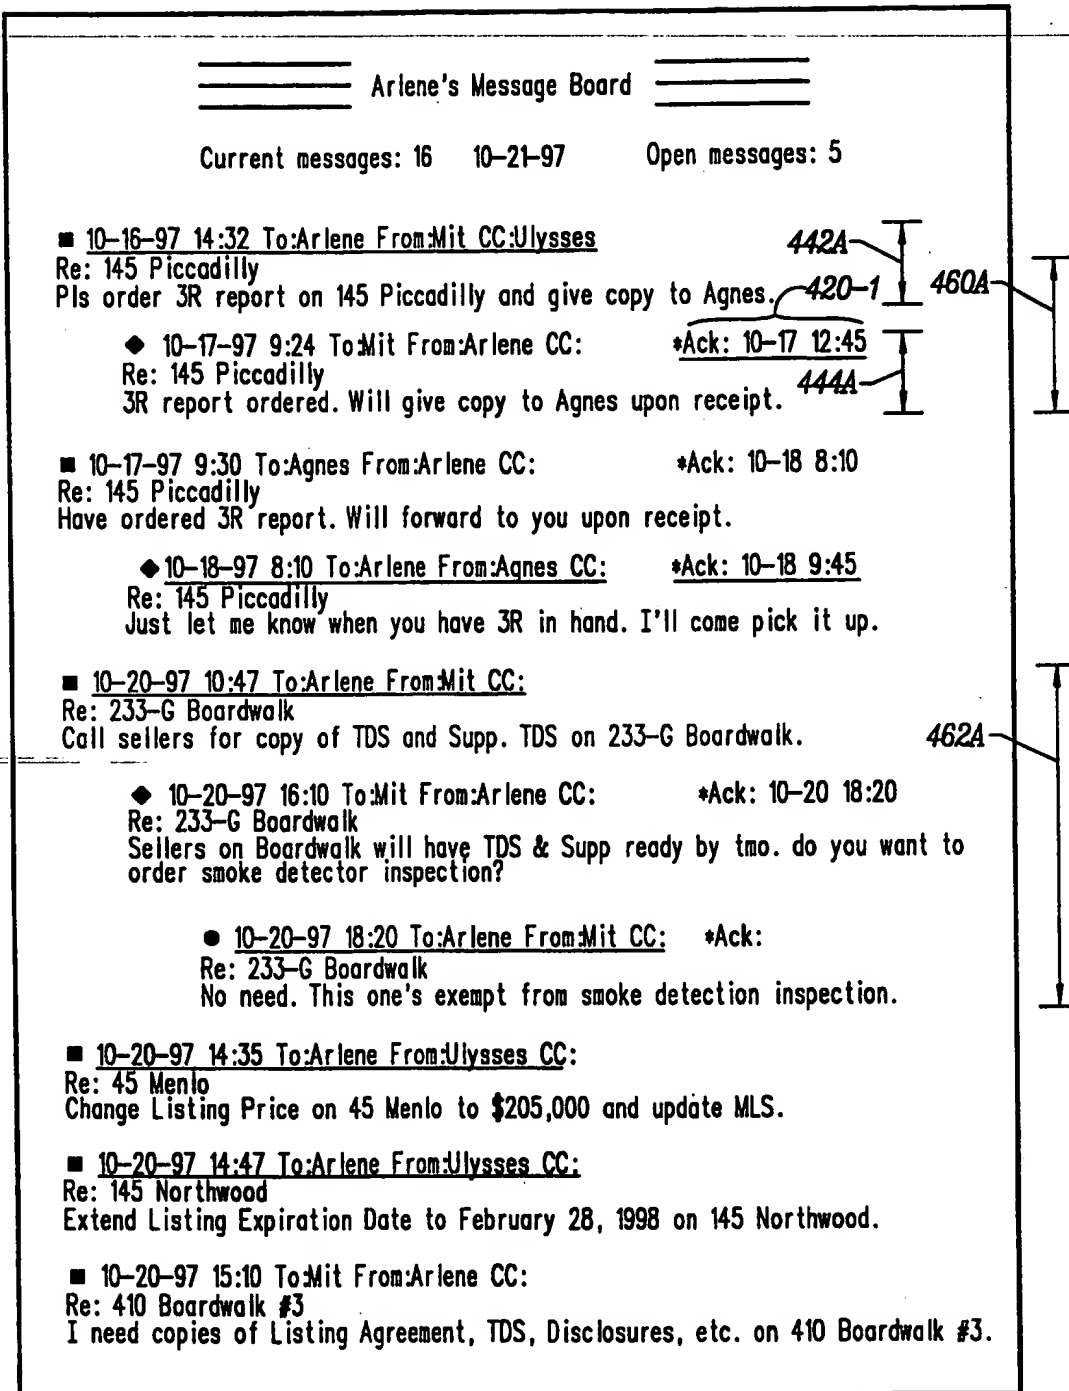 Arlene's Message Board
Current messages: 16 10-21-97 Open messages: 5
■ 10-16-97 14:32 To:Arlene From:Mit CC:Ulysses
442A
Re: 145 Piccadilly
460A
Pls order 3R report on 145 Piccadilly and give copy to Agnes.
420-1
◆ 10-17-97 9:24 To:Mit From:Arlene CC: *Ack: 10-17 12:45
Re: 145 Piccadilly
444A
3R report ordered. Will give copy to Agnes upon receipt.
■ 10-17-97 9:30 To:Agnes From:Arlene CC: *Ack: 10-18 8:10
Re: 145 Piccadilly
Have ordered 3R report. Will forward to you upon receipt.
◆ 10-18-97 8:10 To:Arlene From:Agnes CC: *Ack: 10-18 9:45
Re: 145 Piccadilly
Just let me know when you have 3R in hand. I'll come pick it up.
■ 10-20-97 10:47 To:Arlene From:Mit CC:
Re: 233-G Boardwalk
Call sellers for copy of TDS and Supp. TDS on 233-G Boardwalk.
462A
◆ 10-20-97 16:10 To:Mit From:Arlene CC: *Ack: 10-20 18:20
Re: 233-G Boardwalk
Sellers on Boardwalk will have TDS & Supp ready by tmo. do you want to
order smoke detector inspection?
● 10-20-97 18:20 To:Arlene From:Mit CC: *Ack:
Re: 233-G Boardwalk
No need. This one's exempt from smoke detection inspection.
■ 10-20-97 14:35 To:Arlene From:Ulysses CC:
Re: 45 Menlo
Change Listing Price on 45 Menlo to $205,000 and update MLS.
■ 10-20-97 14:47 To:Arlene From:Ulysses CC:
Re: 145 Northwood
Extend Listing Expiration Date to February 28, 1998 on 145 Northwood.
■ 10-20-97 15:10 To:Mit From:Arlene CC:
Re: 410 Boardwalk #3
I need copies of Listing Agreement, TDS, Disclosures, etc. on 410 Boardwalk #3.